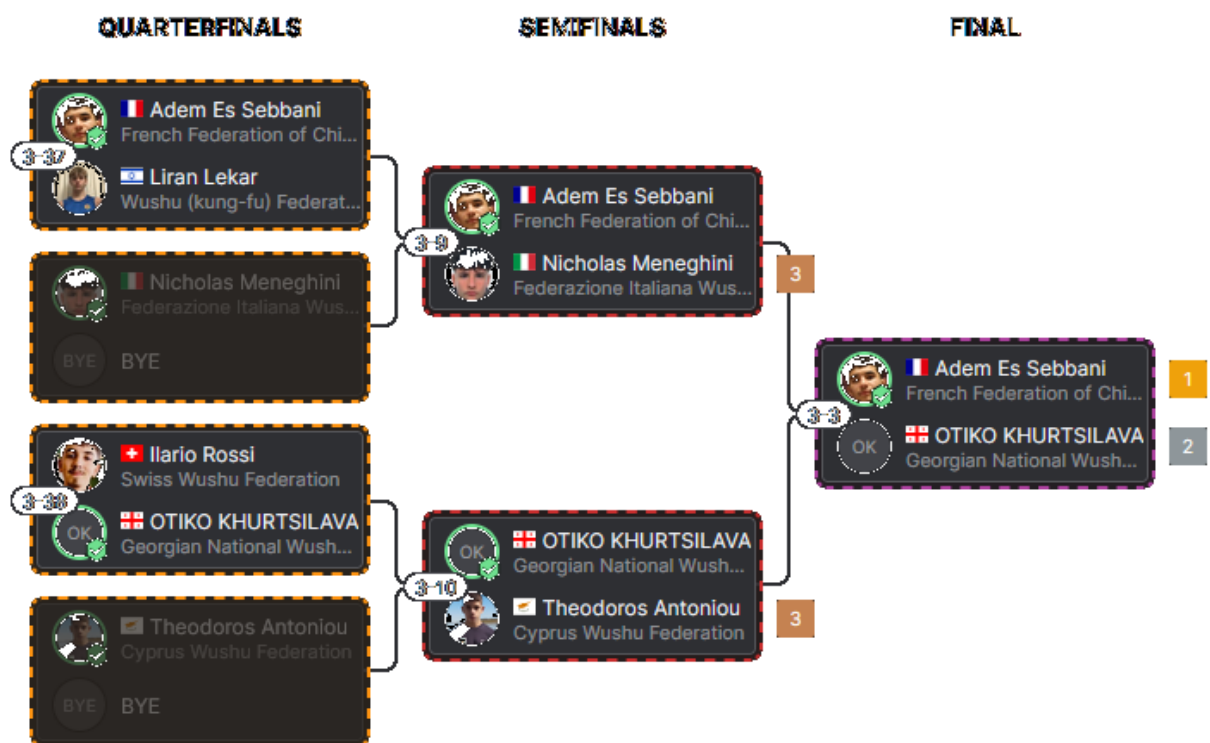 QUARTERFINALS
SEMIFINALS
FINAL
Adem Es Sebbani
French Federation of Chi...
3-37
Liran Lekar
Wushu (kung-fu) Federat...
Nicholas Meneghini
Federazione Italiana Wus...
BYE
BYE
Ilario Rossi
Swiss Wushu Federation
3-38
OK
OTIKO KHURTSILAVA
Georgian National Wush...
Theodoros Antoniou
Cyprus Wushu Federation
BYE
BYE
Adem Es Sebbani
French Federation of Chi...
3-9
Nicholas Meneghini
Federazione Italiana Wus...
3
OK
OTIKO KHURTSILAVA
Georgian National Wush...
3-10
Theodoros Antoniou
Cyprus Wushu Federation
3
Adem Es Sebbani
French Federation of Chi...
1
3-3
OK
OTIKO KHURTSILAVA
Georgian National Wush...
2